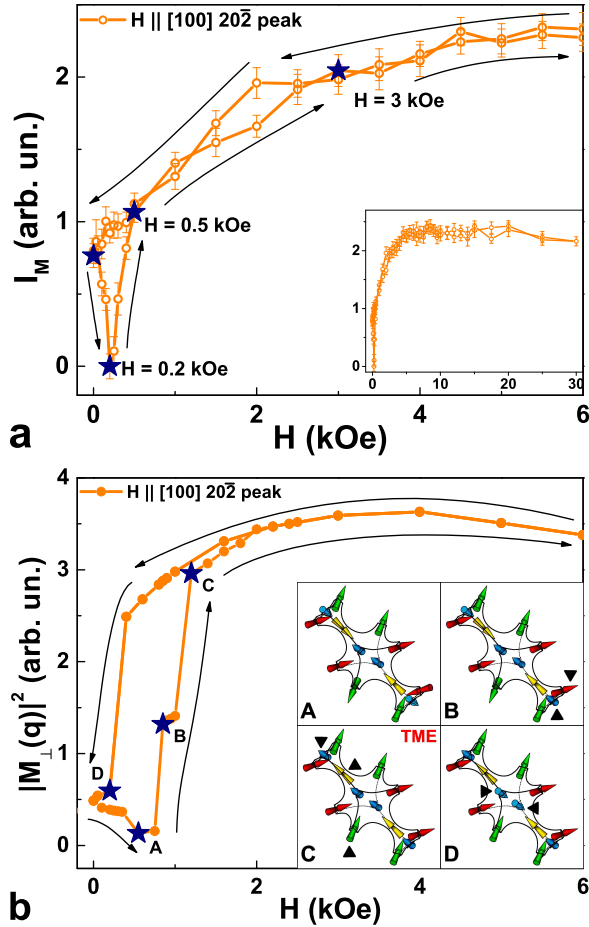 H || [100] 202̅ peak
H = 3 kOe
H = 0.5 kOe
H = 0.2 kOe
I_M (arb. un.)
2
1
0
0 2 4 6
H (kOe)
2
1
0
0 5 10 15 20 25 30
a
H || [100] 202̅ peak
|M⊥(q)|² (arb. un.)
4
3
2
1
0
C
B
D
A
A
B
TME
C
D
0 2 4 6
H (kOe)
b